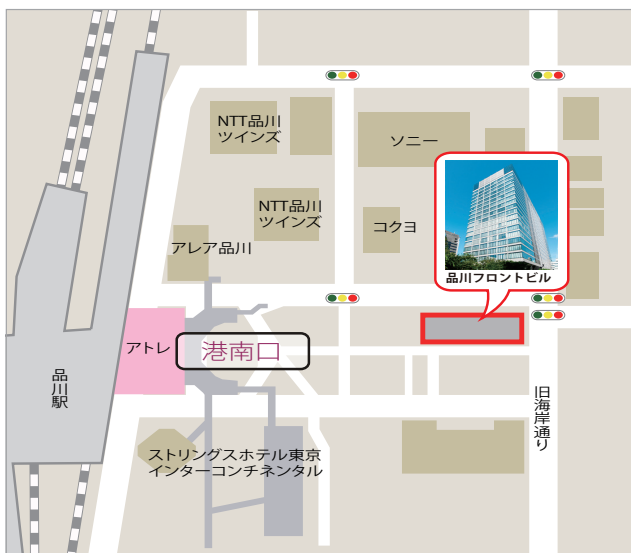 NTT品川
ツインズ
ソニー
NTT品川
ツインズ
コクヨ
アレア品川
品川フロントビル
アトレ
港南口
品川駅
旧海岸通り
ストリングスホテル東京
インターコンチネンタル